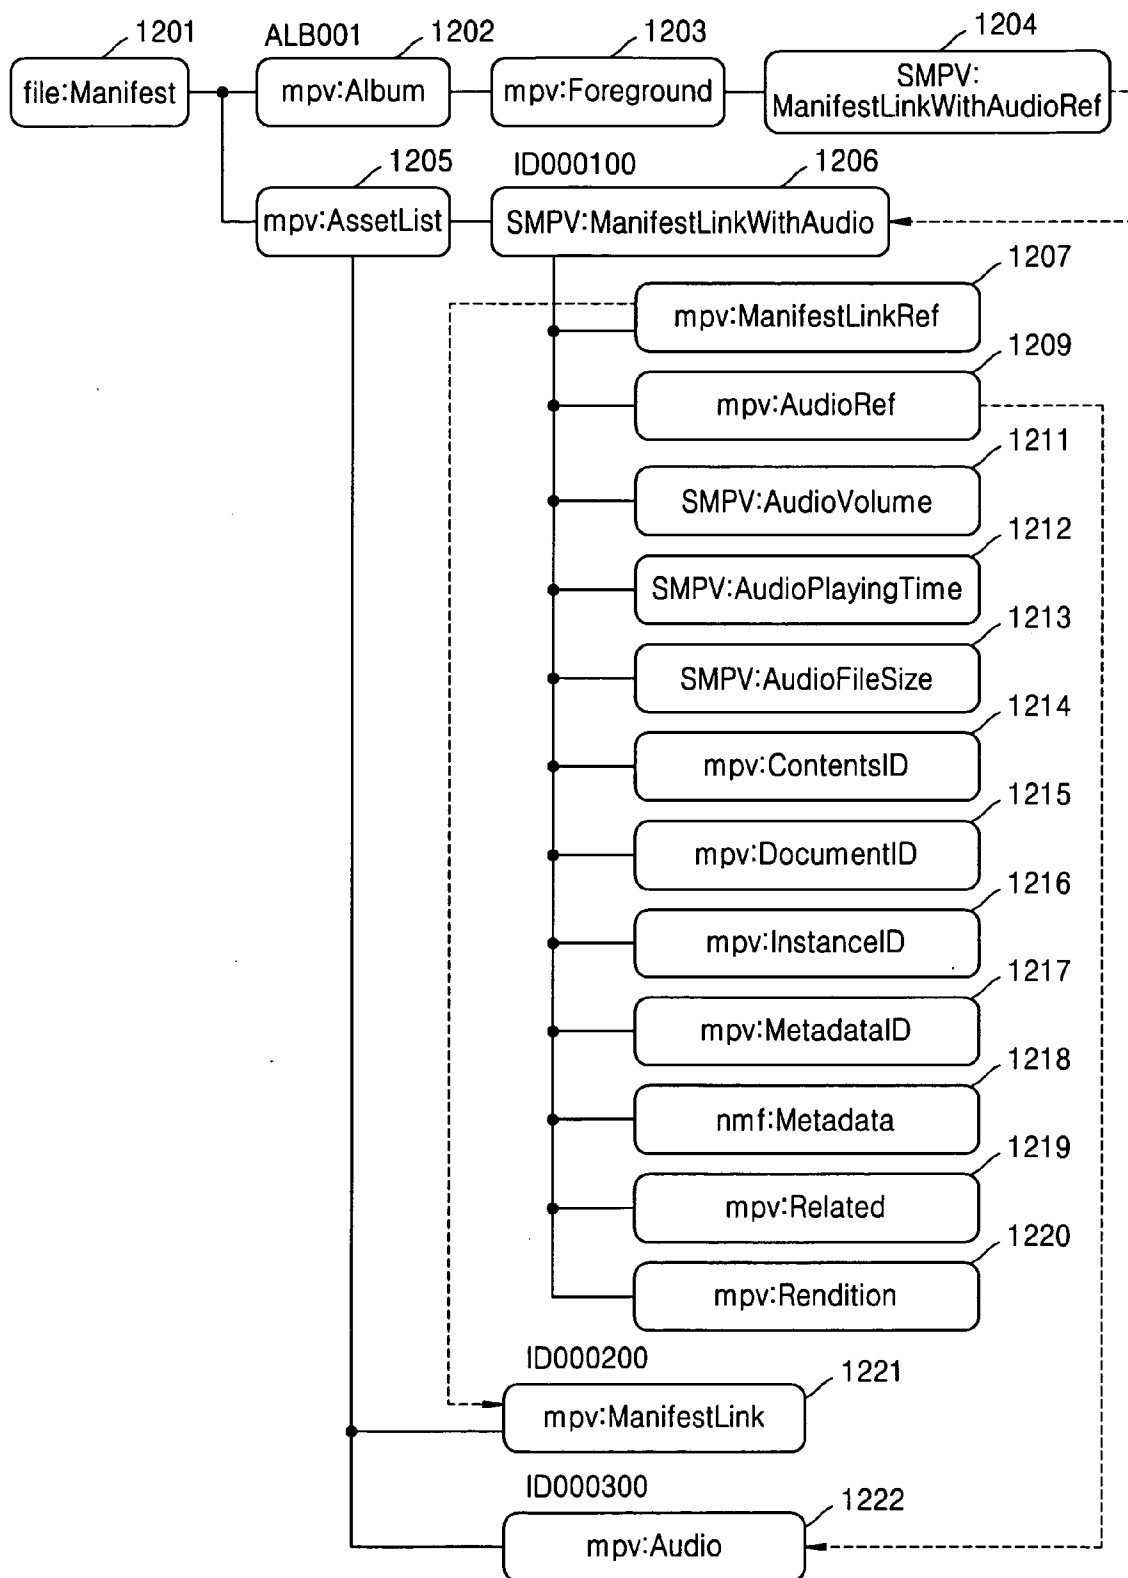 1201
ALB001
1202
1203
1204
file:Manifest
mpv:Album
mpv:Foreground
SMPV:
ManifestLinkWithAudioRef
1205
ID000100
1206
mpv:AssetList
SMPV:ManifestLinkWithAudio
1207
mpv:ManifestLinkRef
1209
mpv:AudioRef
1211
SMPV:AudioVolume
1212
SMPV:AudioPlayingTime
1213
SMPV:AudioFileSize
1214
mpv:ContentsID
1215
mpv:DocumentID
1216
mpv:InstanceID
1217
mpv:MetadataID
1218
nmf:Metadata
1219
mpv:Related
1220
mpv:Rendition
ID000200
1221
mpv:ManifestLink
ID000300
1222
mpv:Audio